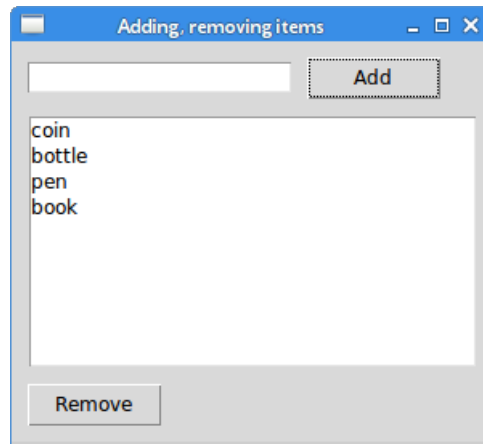 Adding, removing items
Add
coin
bottle
pen
book
Remove